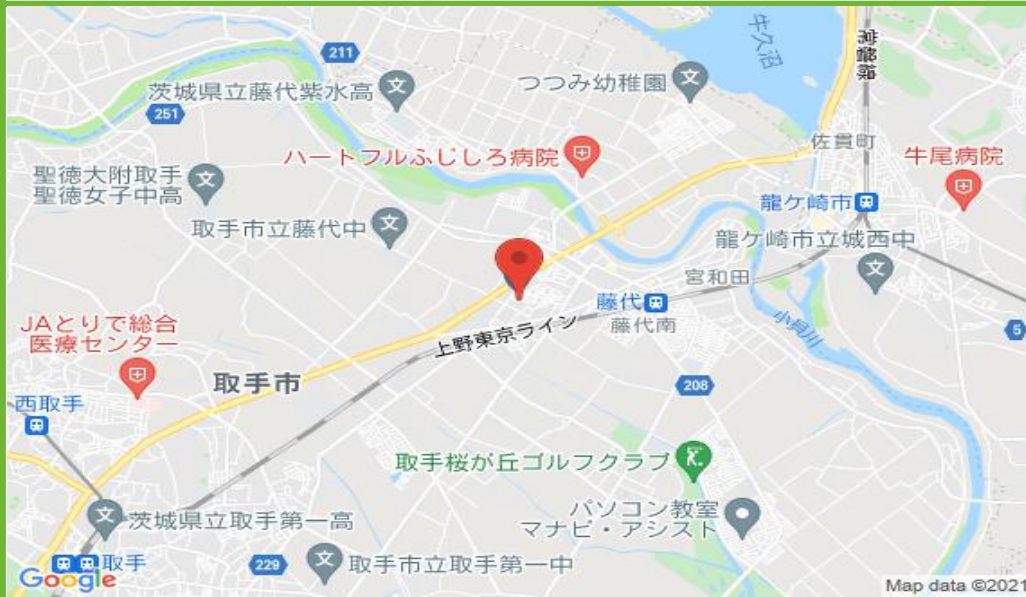 牛久沼
常磐線
211
茨城県立藤代紫水高
つつみ幼稚園
251
佐貫町
ハートフルふじしろ病院
牛尾病院
聖徳大附取手
聖徳女子中高
龍ケ崎市
取手市立藤代中
龍ケ崎市立城西中
宮和田
藤代
藤代南
小貝川
JAとりで総合
医療センター
上野東京ライン
5
取手市
208
西取手
取手桜が丘ゴルフクラブ
パソコン教室
マナビ・アシスト
茨城県立取手第一高
取手
229
取手市立取手第一中
Google
Map data ©2021